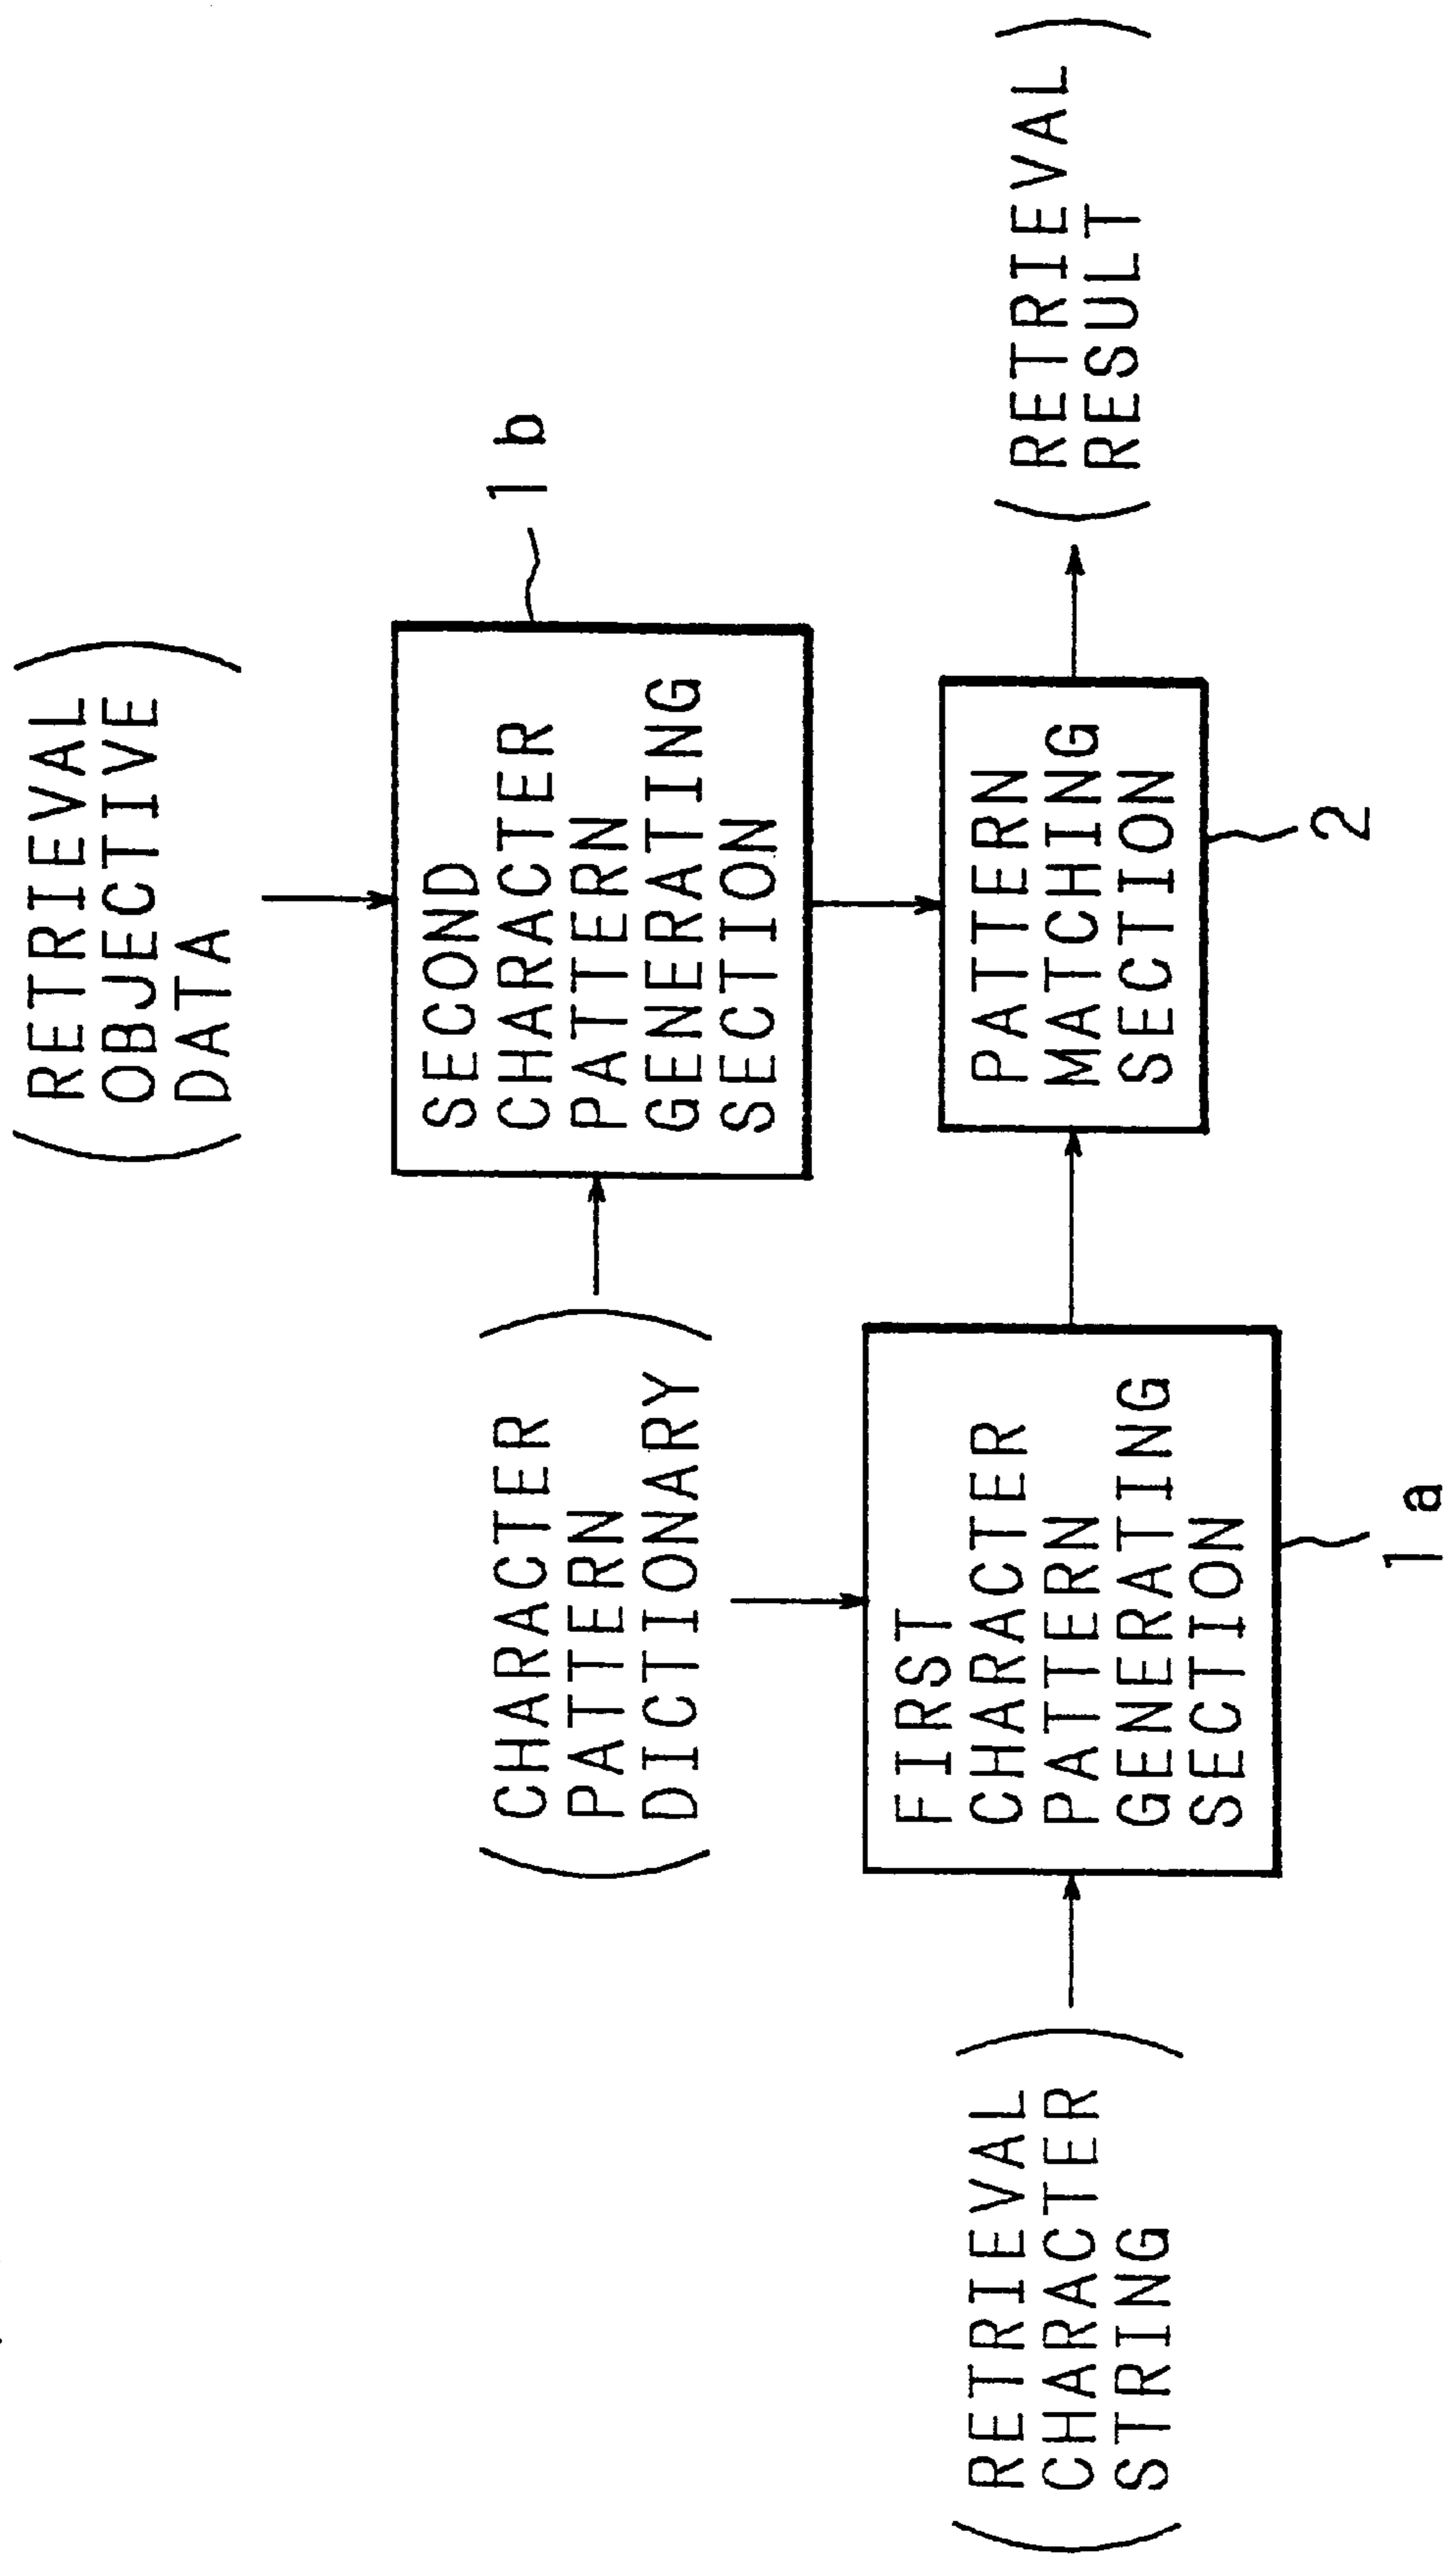 ( RETRIEVAL
OBJECTIVE
DATA )
SECOND
CHARACTER
PATTERN
GENERATING
SECTION
1b
( CHARACTER
PATTERN
DICTIONARY )
( RETRIEVAL
CHARACTER
STRING )
FIRST
CHARACTER
PATTERN
GENERATING
SECTION
1a
PATTERN
MATCHING
SECTION
2
( RETRIEVAL
RESULT )